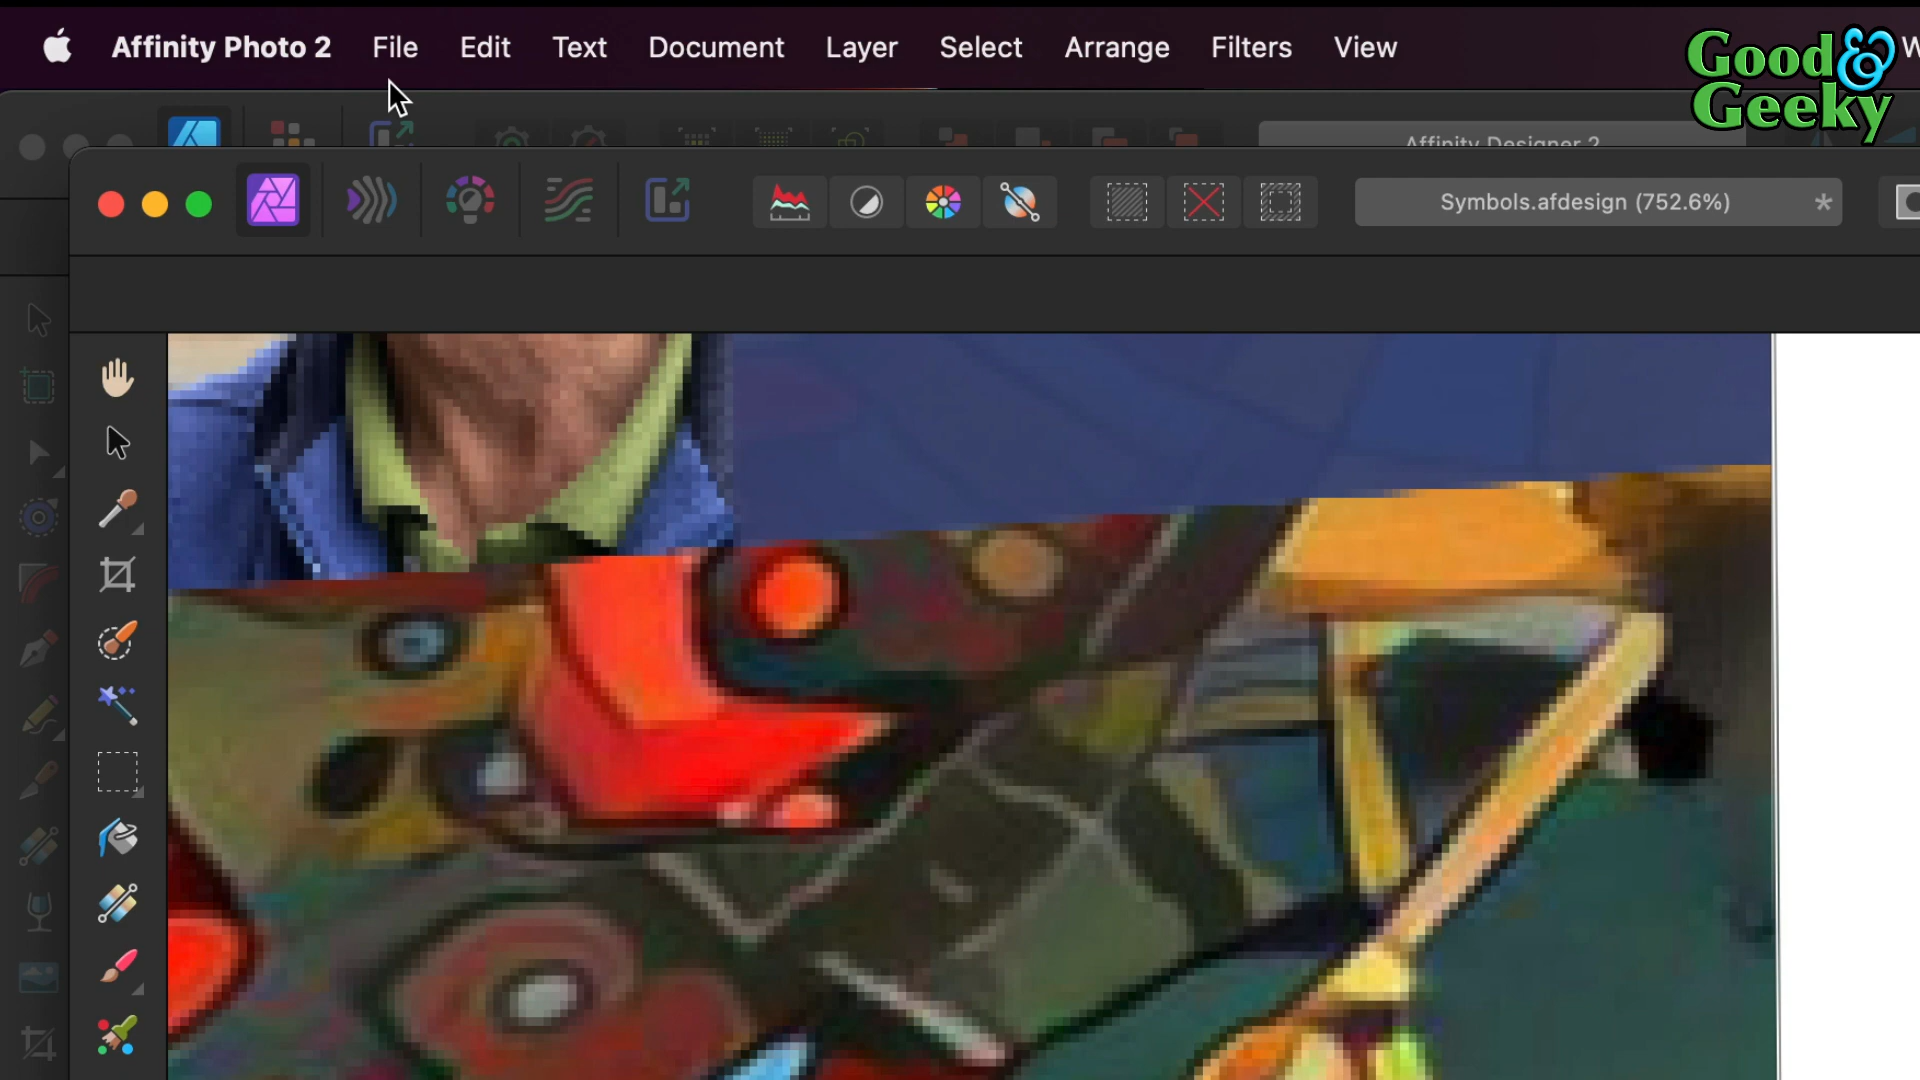 Affinity Photo 2 File Edit Text Document Layer Select Arrange Filters View W
Good &
Geeky
Affinity Designer 2
Symbols.afdesign (752.6%) *